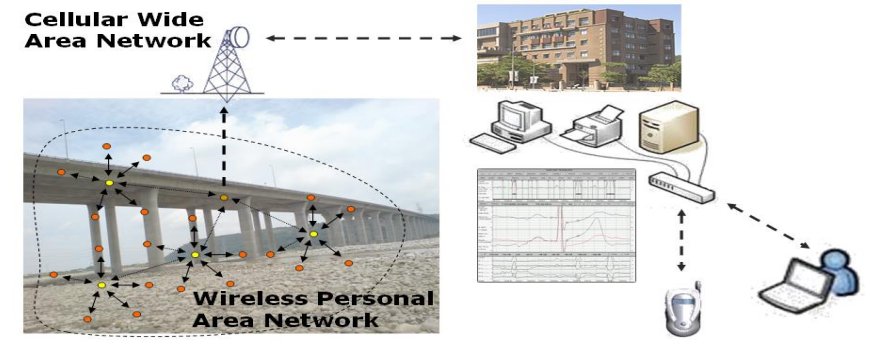 Cellular Wide
Area Network
Wireless Personal
Area Network